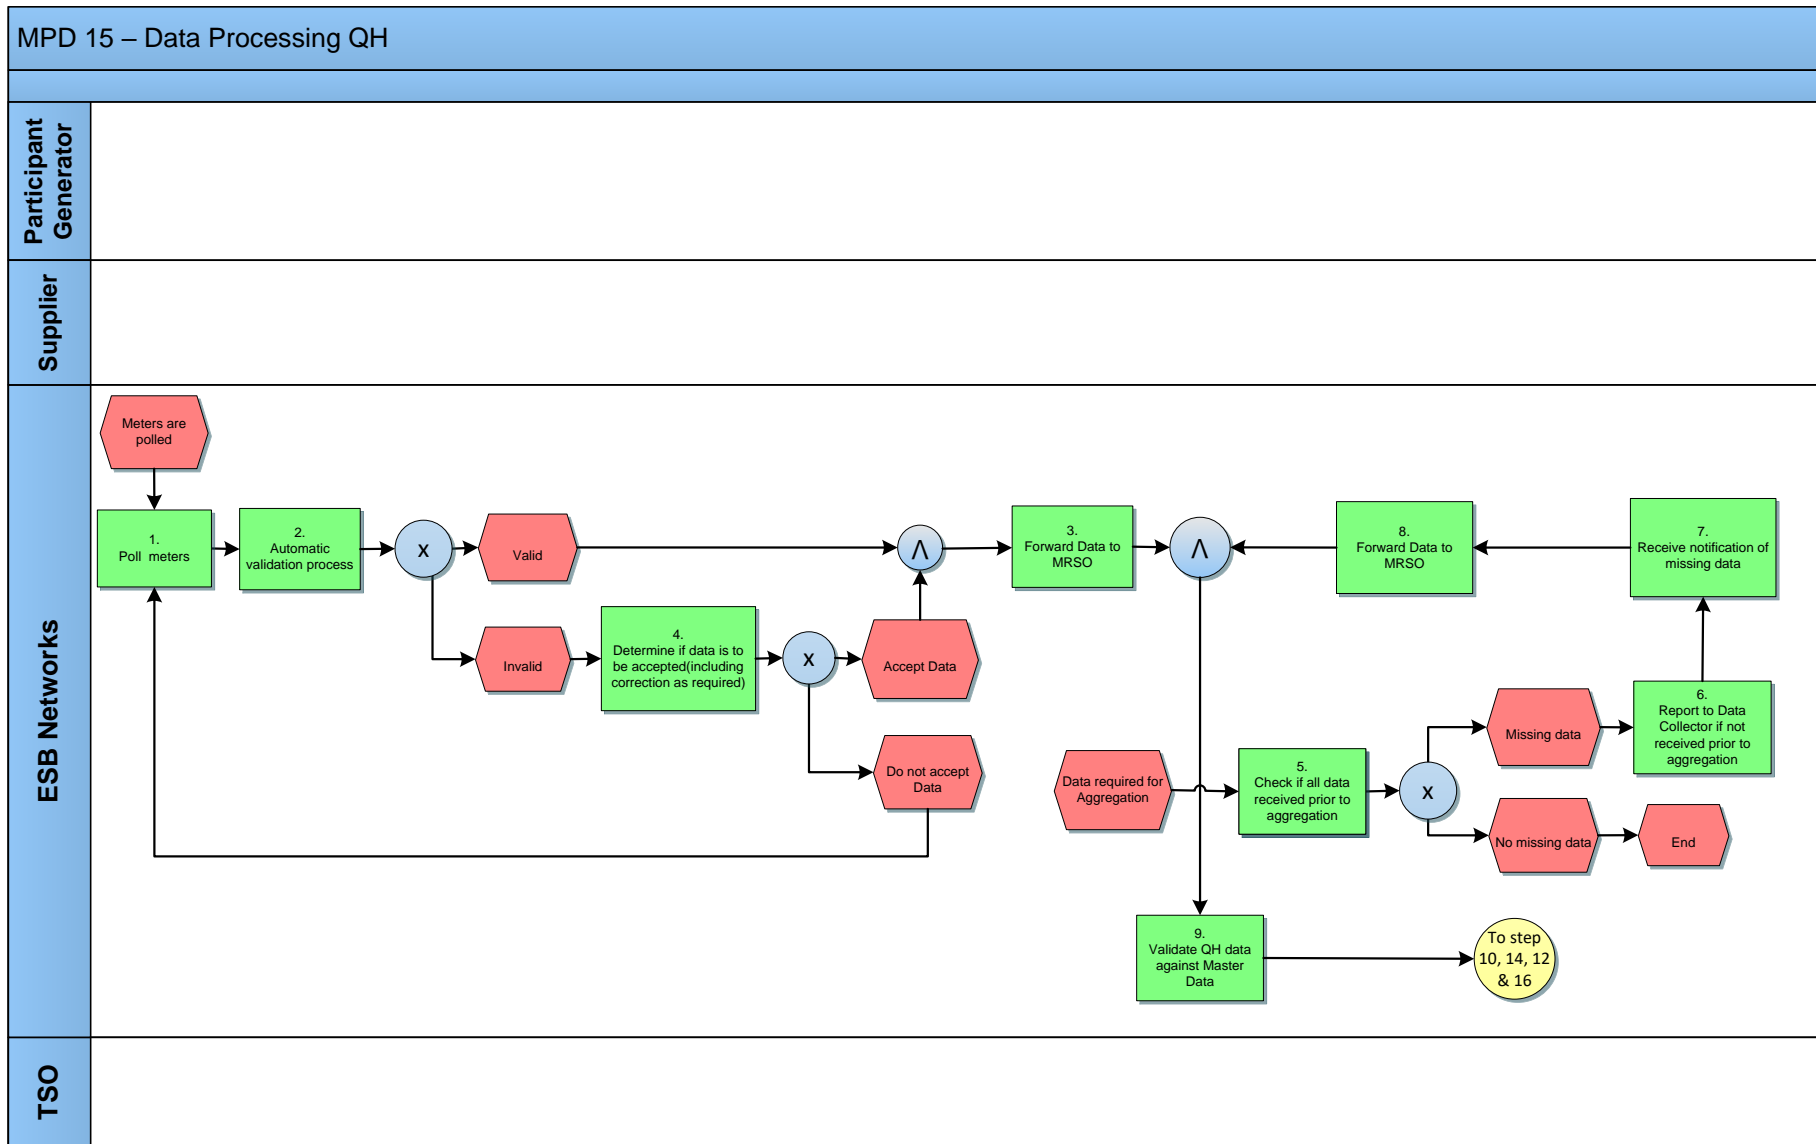 MPD 15 – Data Processing QH
Participant
Generator
Supplier
ESB Networks
TSO
Meters are
polled
1.
Poll meters
2.
Automatic
validation process
x
Valid
Invalid
4.
Determine if data is to
be accepted(including
correction as required)
x
Accept Data
Do not accept
Data
Λ
3.
Forward Data to
MRSO
Λ
8.
Forward Data to
MRSO
7.
Receive notification of
missing data
6.
Report to Data
Collector if not
received prior to
aggregation
Missing data
Data required for
Aggregation
5.
Check if all data
received prior to
aggregation
x
No missing data
End
9.
Validate QH data
against Master
Data
To step
10, 14, 12
& 16